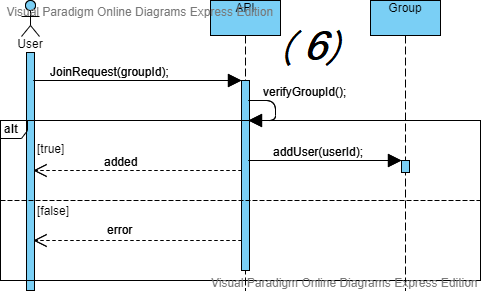 Visual Paradigm Online Diagrams Express Edition
API
Group
User
(6)
JoinRequest(groupId);
verifyGroupId();
alt
[true]
addUser(userId);
added
[false]
error
Visual Paradigm Online Diagrams Express Edition